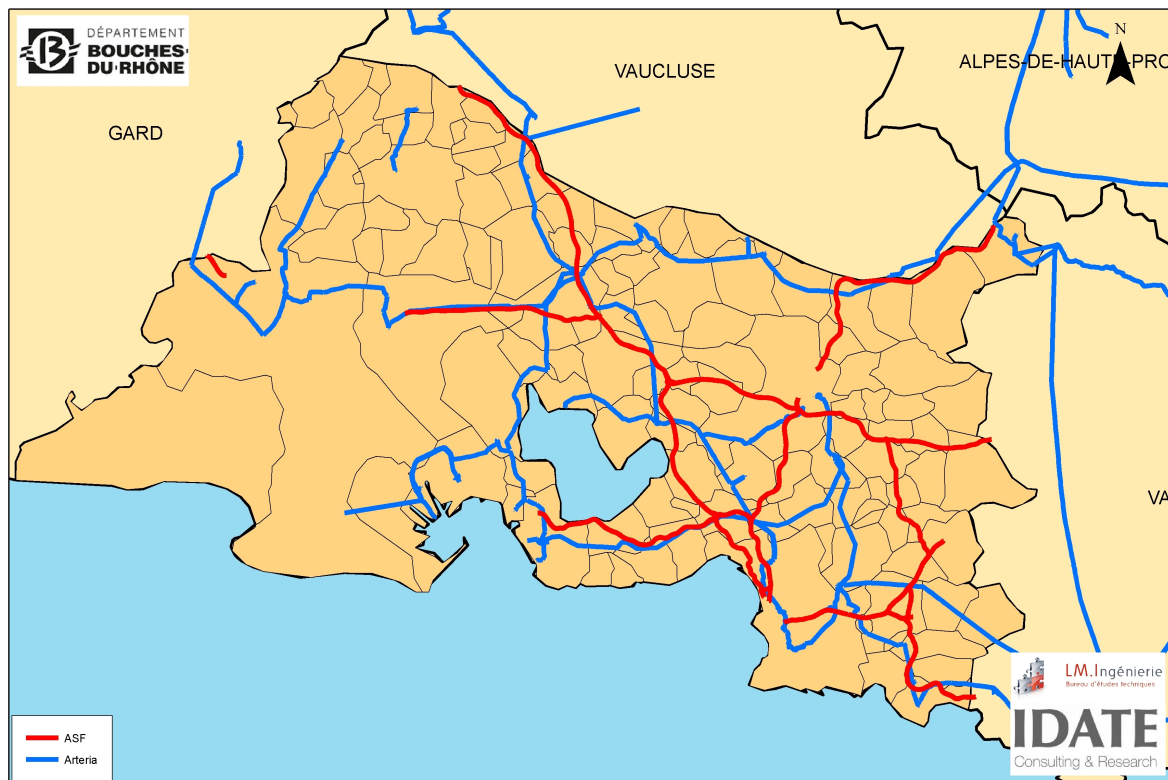 DÉPARTEMENT
BOUCHES-
DU-RHÔNE
N
VAUCLUSE
ALPES-DE-HAUTE-PRO
GARD
VA
LM.Ingénierie
Bureau d'études techniques
IDATE
Consulting & Research
ASF
Arteria